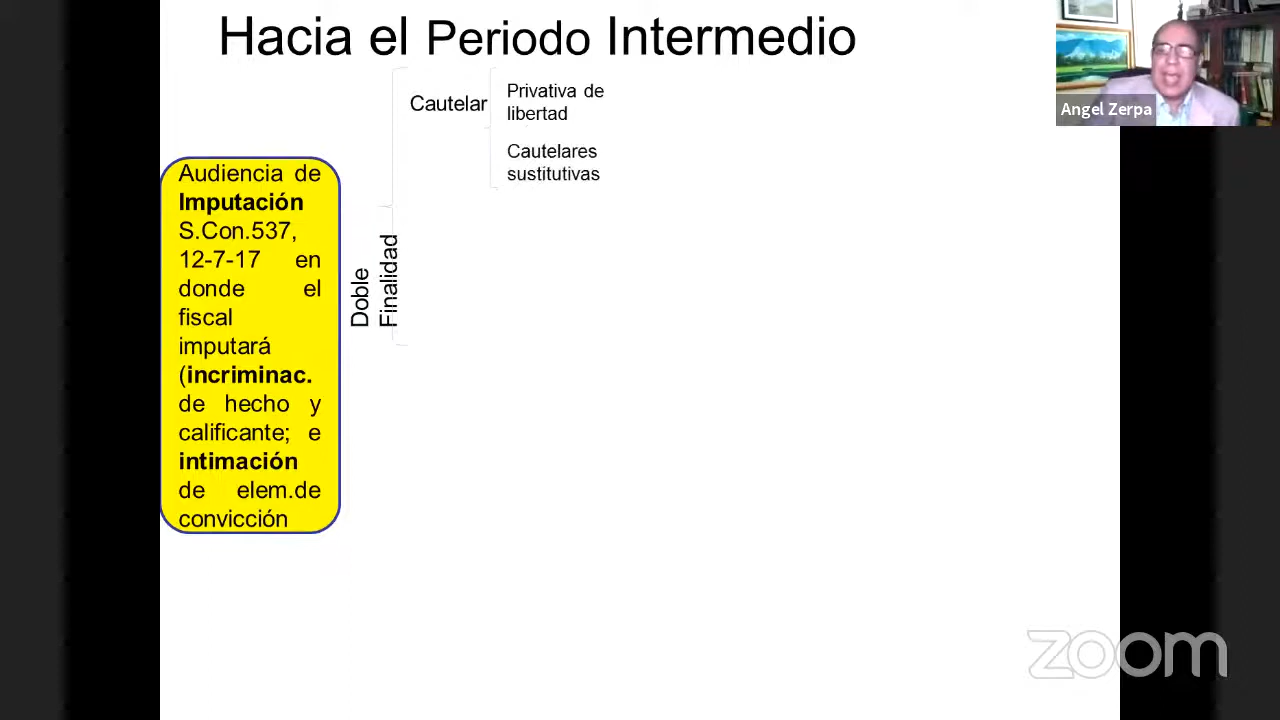 Hacia el Periodo Intermedio
Angel Zerpa
Cautelar
Privativa de
libertad
Cautelares
sustitutivas
Audiencia de
Imputación
S.Con.537,
12-7-17 en
donde el
fiscal
imputará
(incriminac.
de hecho y
calificante; e
intimación
de elem.de
convicción
Doble
Finalidad
zoom